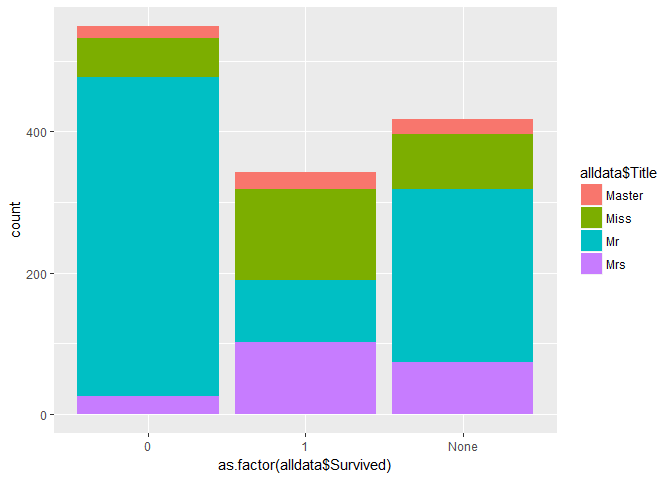 count
400
200
0
0 1 None
as.factor(alldata$Survived)
alldata$Title
Master
Miss
Mr
Mrs